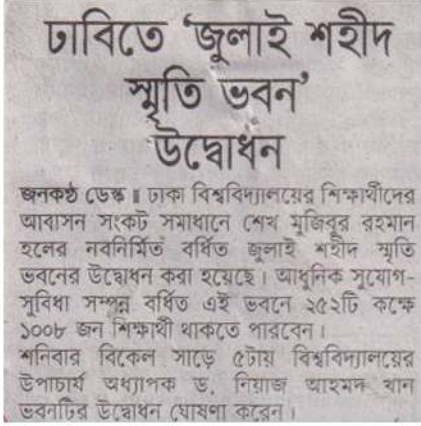 ঢাবিতে ‘জুলাই শহীদ
স্মৃতি ভবন’
উদ্বোধন
জনকণ্ঠ ডেস্ক ॥ ঢাকা বিশ্ববিদ্যালয়ের শিক্ষার্থীদের
আবাসন সংকট সমাধানে শেখ মুজিবুর রহমান
হলের নবনির্মিত বর্ধিত জুলাই শহীদ স্মৃতি
ভবনের উদ্বোধন করা হয়েছে। আধুনিক সুযোগ-
সুবিধা সম্পন্ন বর্ধিত এই ভবনে ২৫২টি কক্ষে
১০০৮ জন শিক্ষার্থী থাকতে পারবেন।
শনিবার বিকেল সাড়ে ৫টায় বিশ্ববিদ্যালয়ের
উপাচার্য অধ্যাপক ড. নিয়াজ আহমদ খান
ভবনটির উদ্বোধন ঘোষণা করেন।